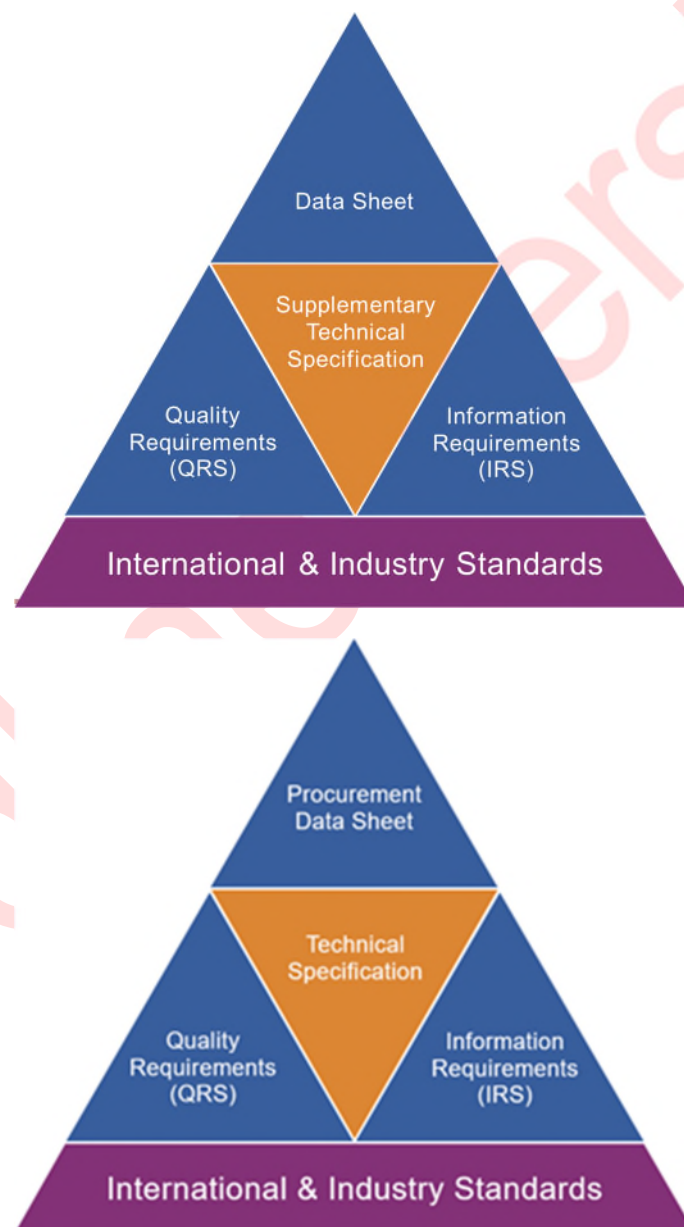 Data Sheet
Supplementary
Technical
Specification
Quality
Requirements
(QRS)
Information
Requirements
(IRS)
International & Industry Standards
Procurement
Data Sheet
Technical
Specification
Quality
Requirements
(QRS)
Information
Requirements
(IRS)
International & Industry Standards